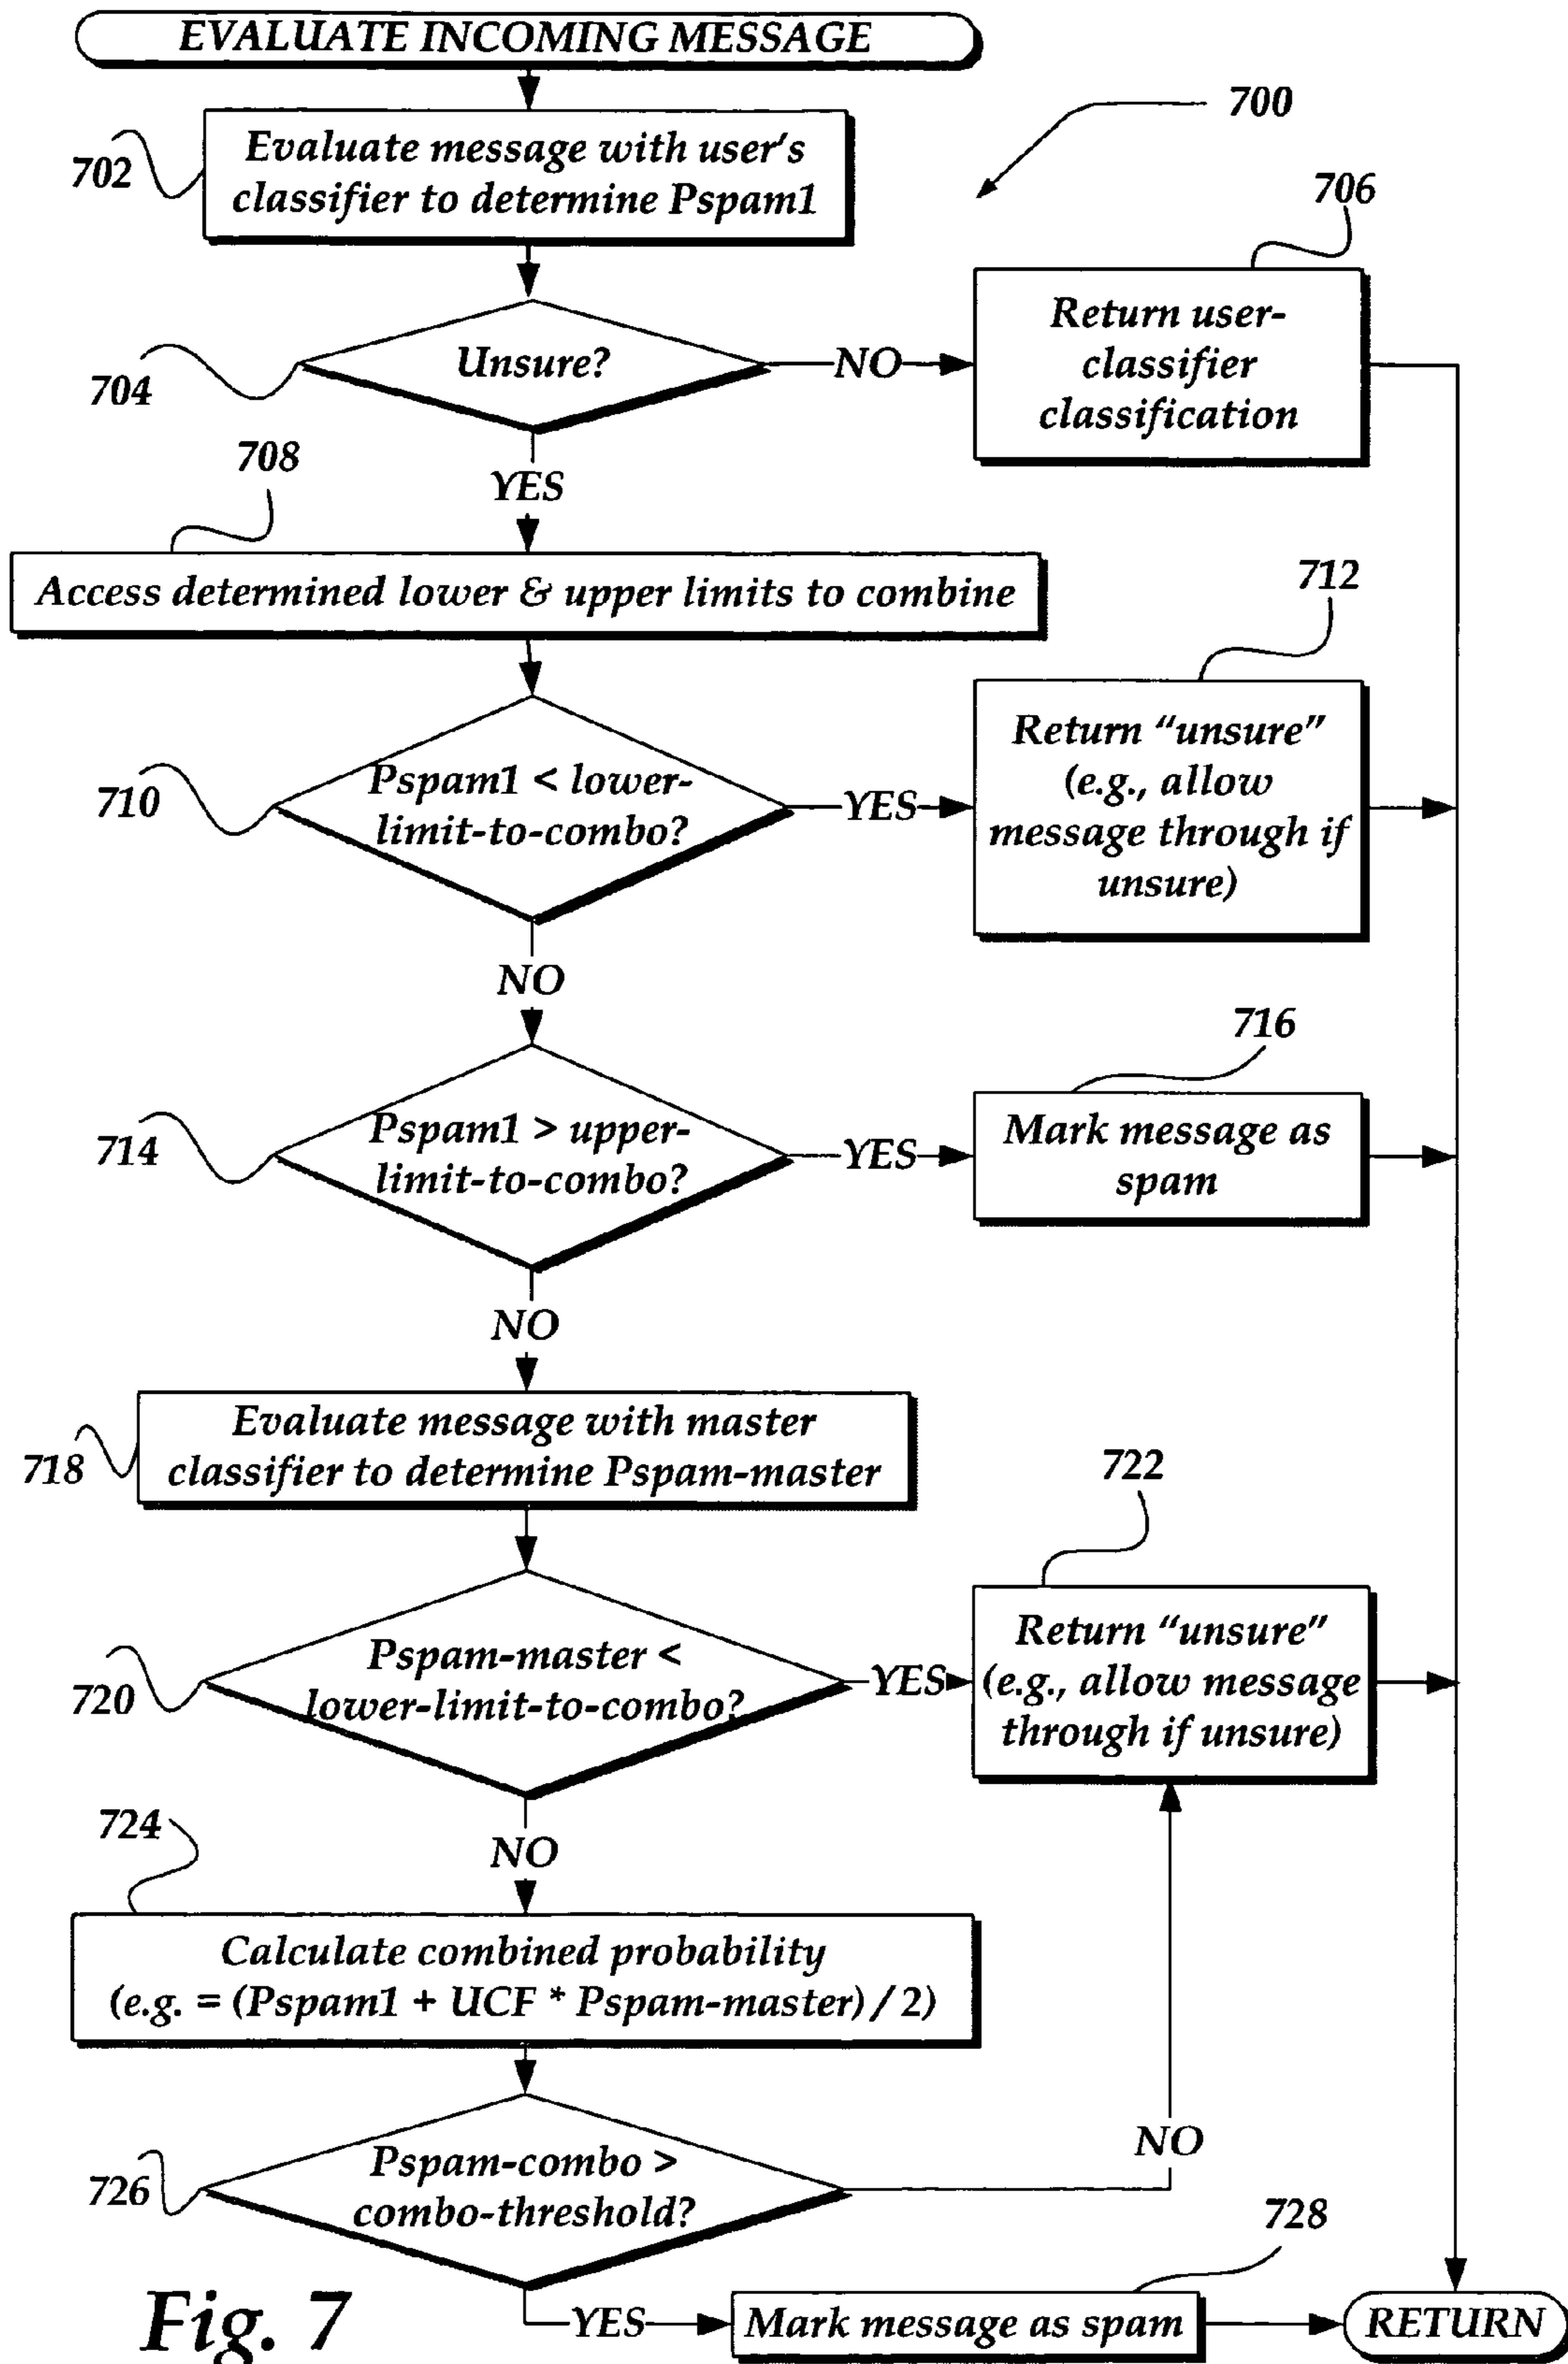 EVALUATE INCOMING MESSAGE
700
702
Evaluate message with user's
classifier to determine Pspam1
706
Return user-
classifier
classification
704
Unsure?
NO
YES
708
Access determined lower & upper limits to combine
712
Return "unsure"
(e.g., allow
message through if
unsure)
710
Pspam1 < lower-
limit-to-combo?
YES
NO
716
714
Pspam1 > upper-
limit-to-combo?
YES
Mark message as
spam
NO
718
Evaluate message with master
classifier to determine Pspam-master
722
Return "unsure"
(e.g., allow message
through if unsure)
720
Pspam-master <
lower-limit-to-combo?
YES
NO
724
Calculate combined probability
(e.g. = (Pspam1 + UCF * Pspam-master) / 2)
726
Pspam-combo >
combo-threshold?
NO
728
YES
Mark message as spam
RETURN
Fig. 7